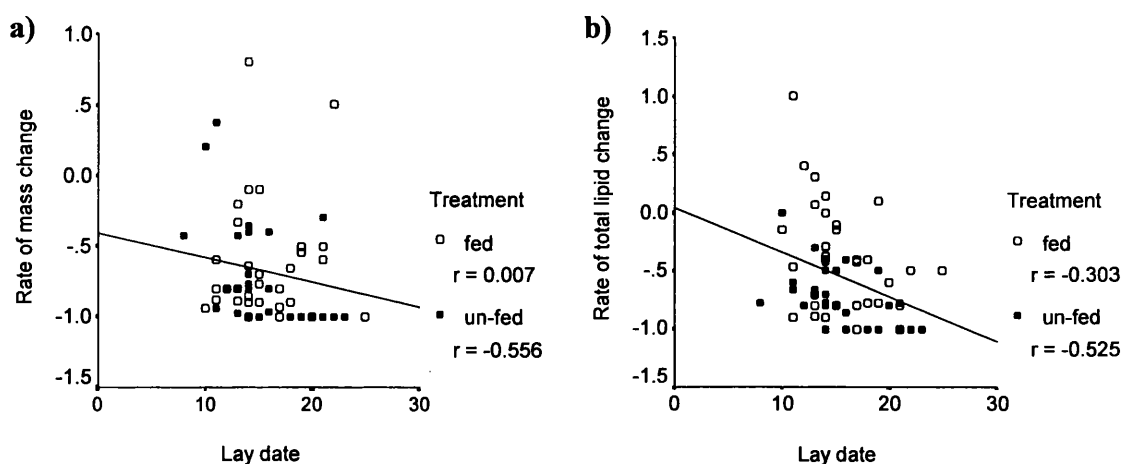 a)
Rate of mass change
1.0
.5
0.0
-.5
-1.0
-1.5
0
10
20
30
Lay date
Treatment
fed
r = 0.007
un-fed
r = -0.556
b)
Rate of total lipid change
1.5
1.0
.5
0.0
-.5
-1.0
-1.5
0
10
20
30
Lay date
Treatment
fed
r = -0.303
un-fed
r = -0.525